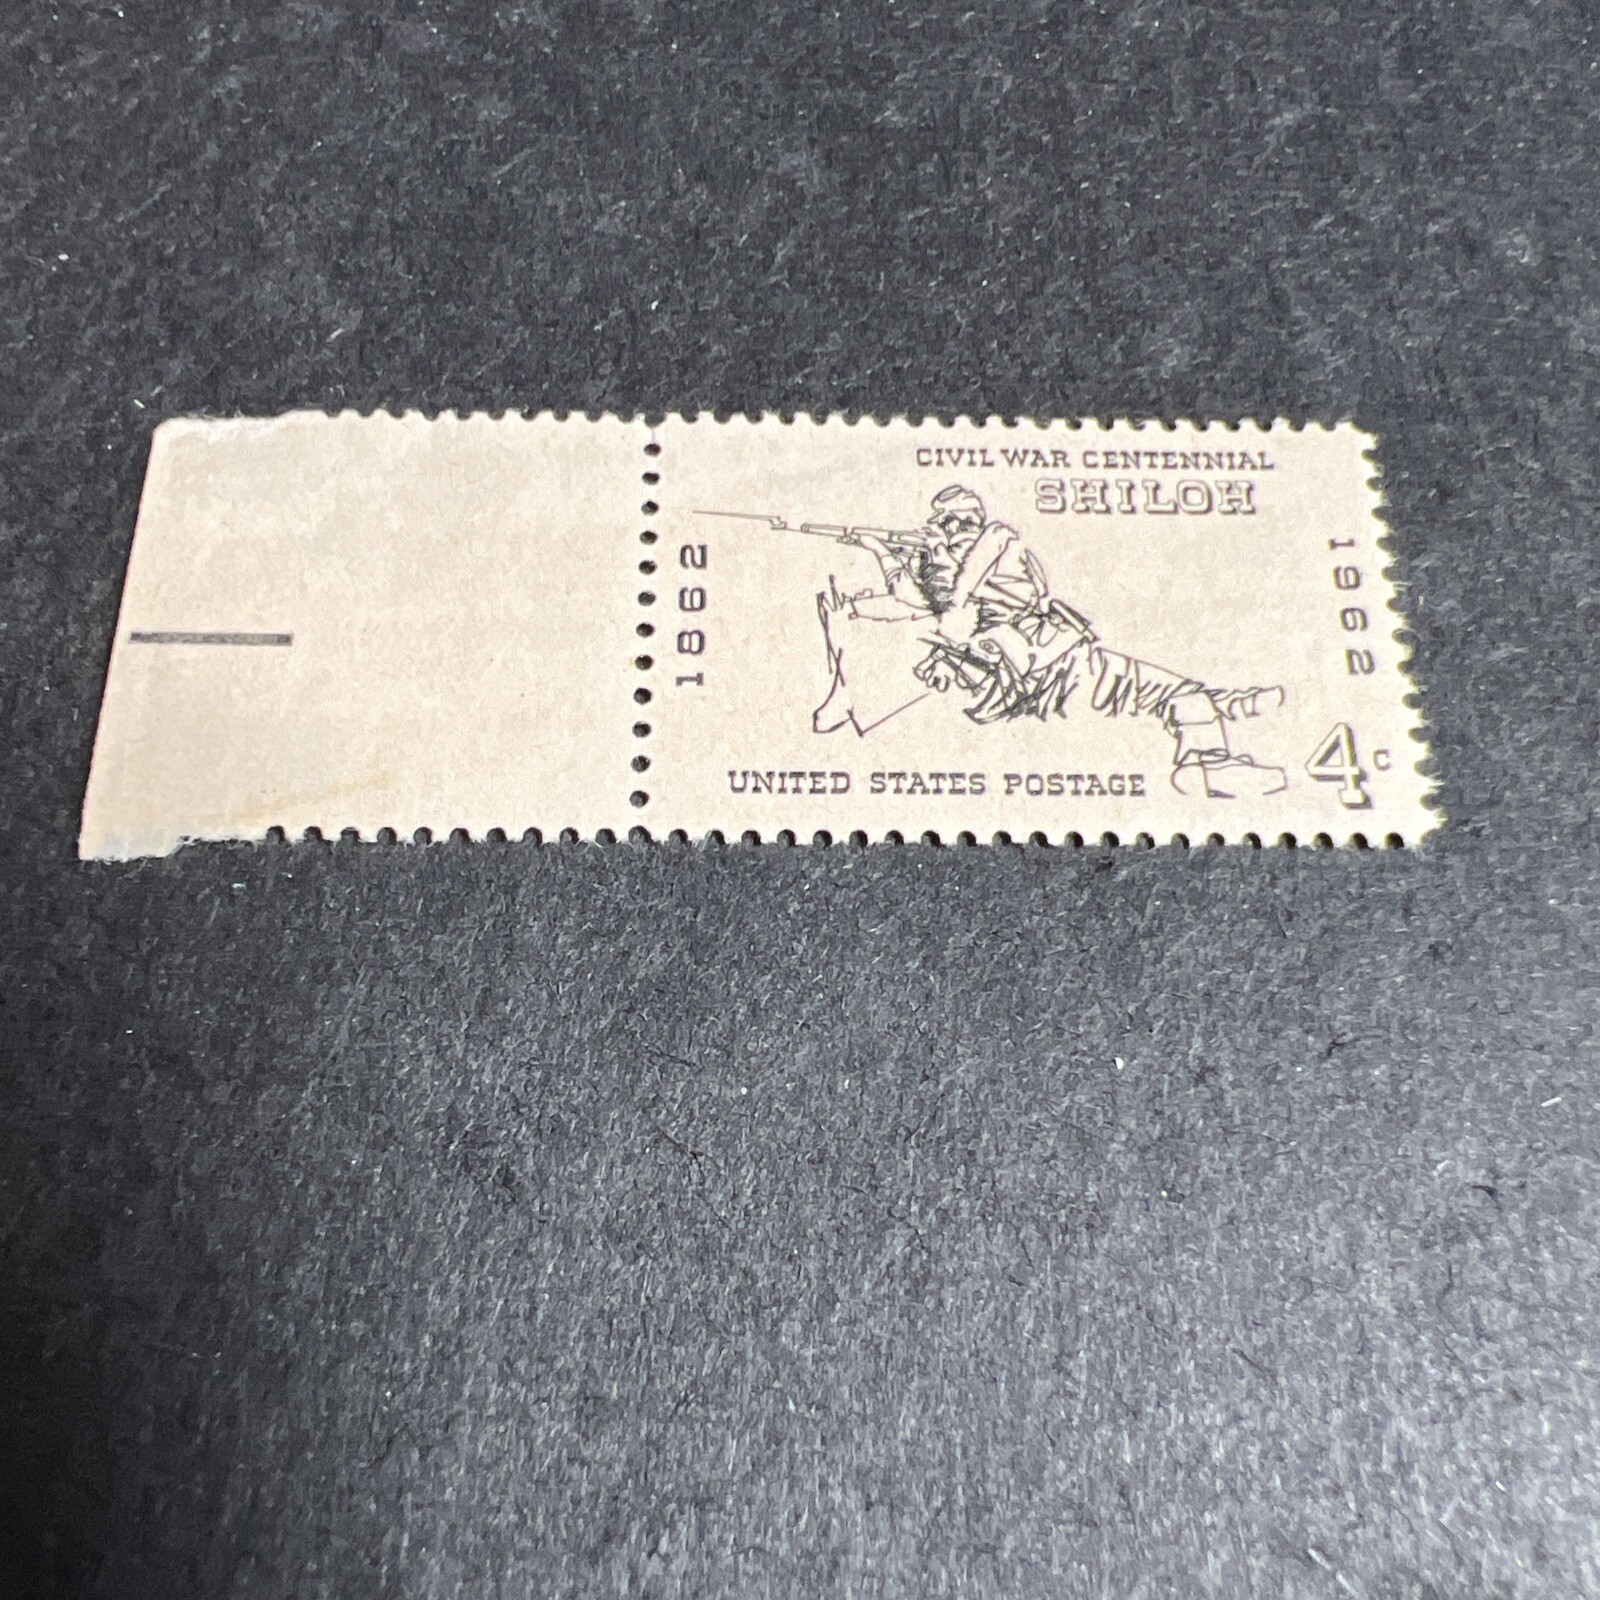 CIVIL WAR CENTENNIAL
SHILOH
1862
1962
UNITED STATES POSTAGE
4c